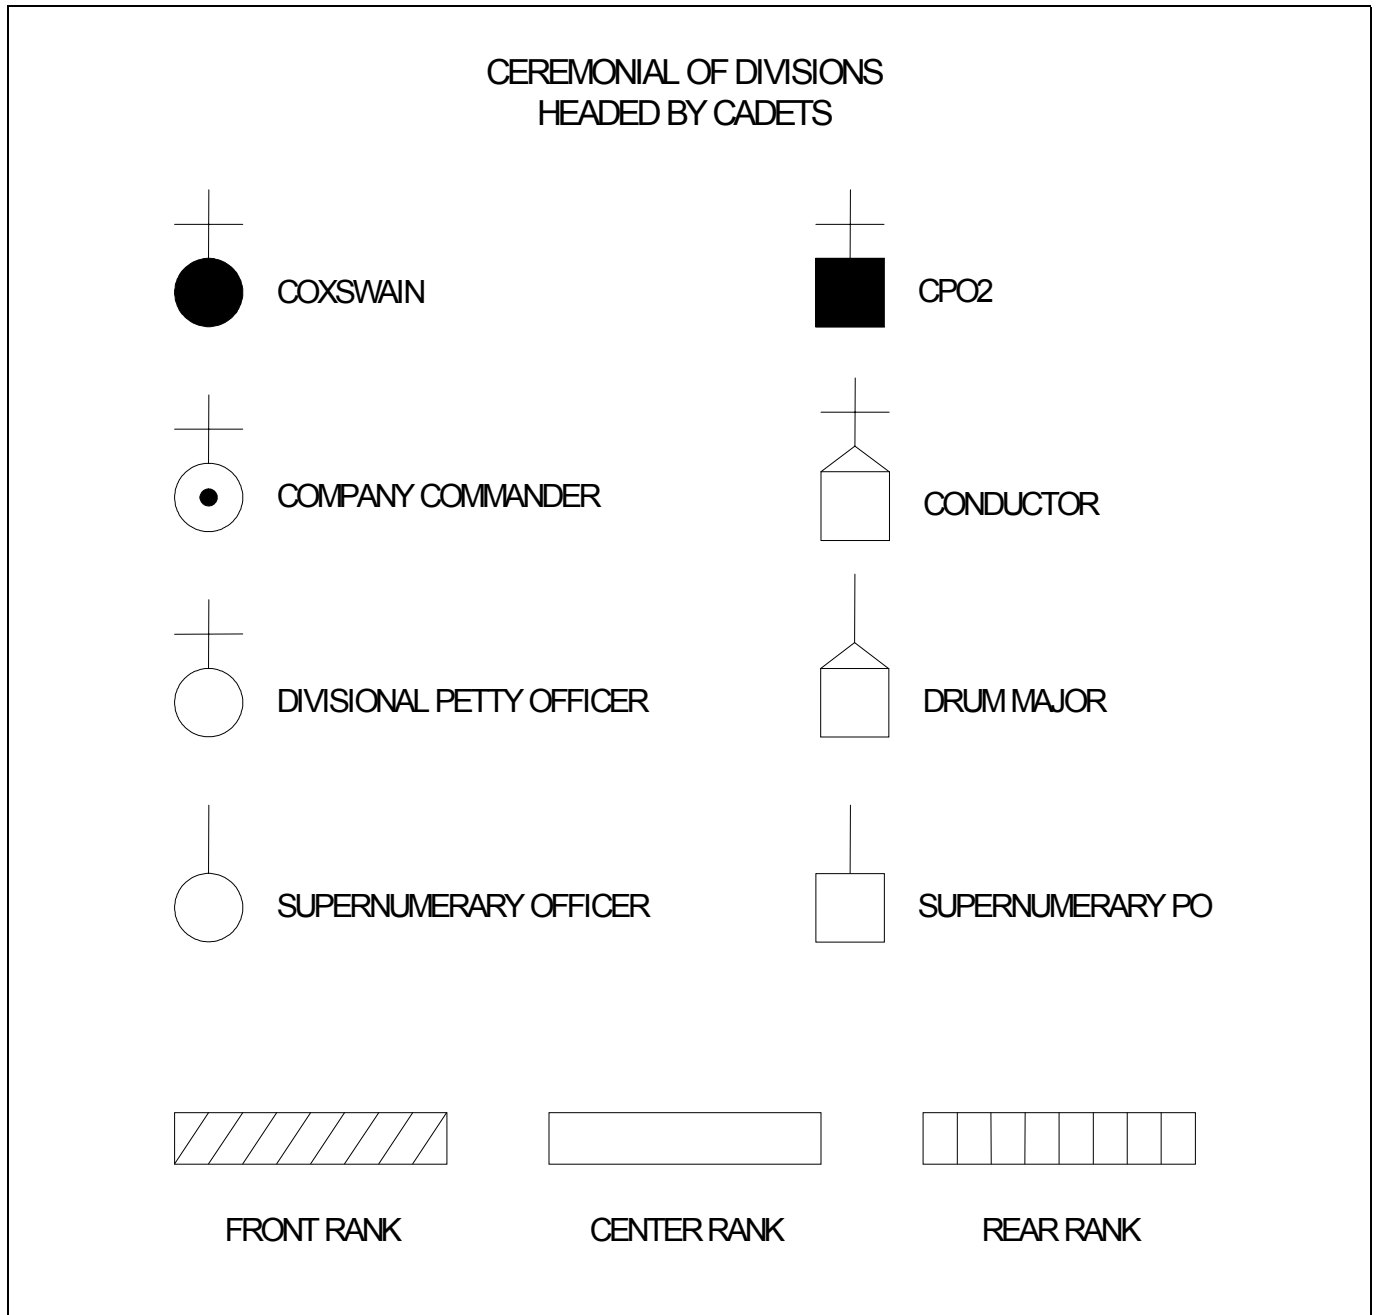 CEREMONIAL OF DIVISIONS
HEADED BY CADETS
COXSWAIN
CPO2
COMPANY COMMANDER
CONDUCTOR
DIVISIONAL PETTY OFFICER
DRUM MAJOR
SUPERNUMERARY OFFICER
SUPERNUMERARY PO
FRONT RANK
CENTER RANK
REAR RANK